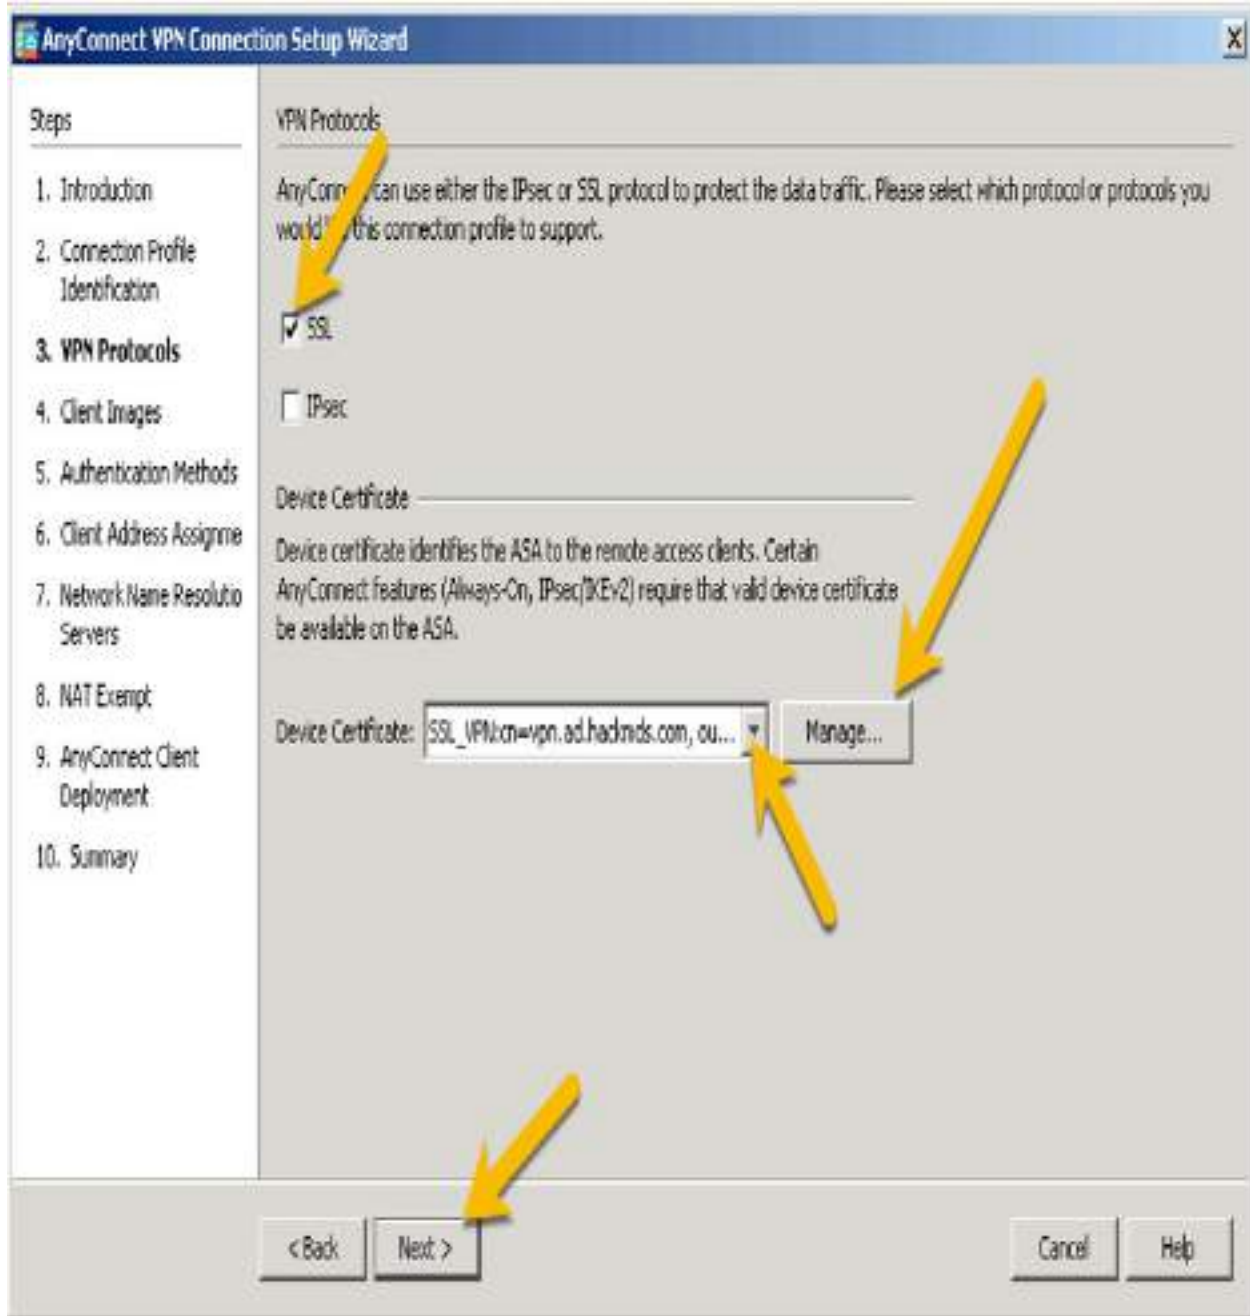 AnyConnect VPN Connection Setup Wizard
Steps
1. Introduction
2. Connection Profile
Identification
3. VPN Protocols
4. Client Images
5. Authentication Methods
6. Client Address Assignme
7. Network Name Resolutio
Servers
8. NAT Exempt
9. AnyConnect Client
Deployment
10. Summary
VPN Protocols
can use either the IPsec or SSL protocol to protect the data traffic. Please select which protocol or protocols you
would this connection profile to support.
SSL
IPsec
Device Certificate
Device certificate identifies the ASA to the remote access clients. Certain
AnyConnect features (Always-On, IPsec/IKEv2) require that valid device certificate
be available on the ASA.
Device Certificate: SSL_VPN:cn=vpn.ad.hackmds.com, ou... Manage...
< Back Next > Cancel Help